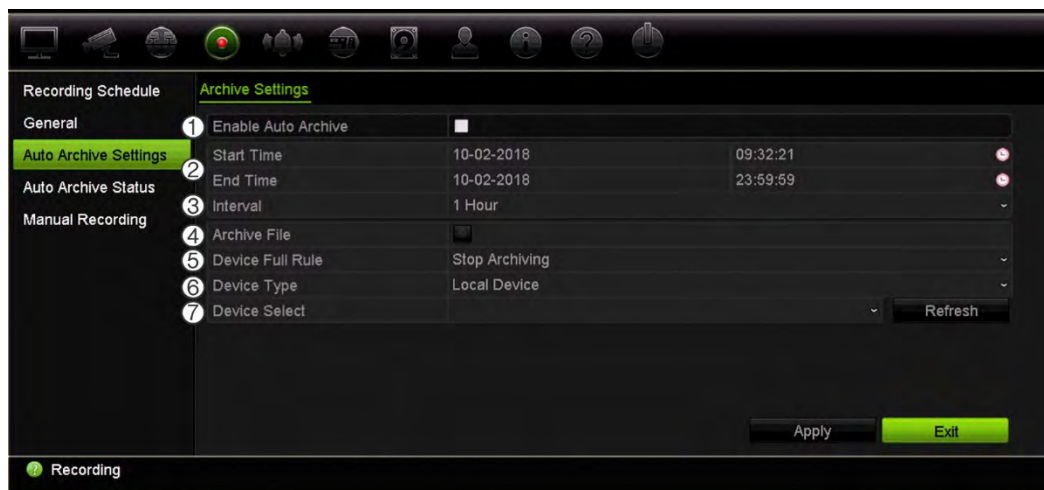 Recording Schedule
General
Auto Archive Settings
Auto Archive Status
Manual Recording
Archive Settings
1 Enable Auto Archive
2 Start Time 10-02-2018 09:32:21
End Time 10-02-2018 23:59:59
3 Interval 1 Hour
4 Archive File
5 Device Full Rule Stop Archiving
6 Device Type Local Device
7 Device Select Refresh
Apply Exit
? Recording